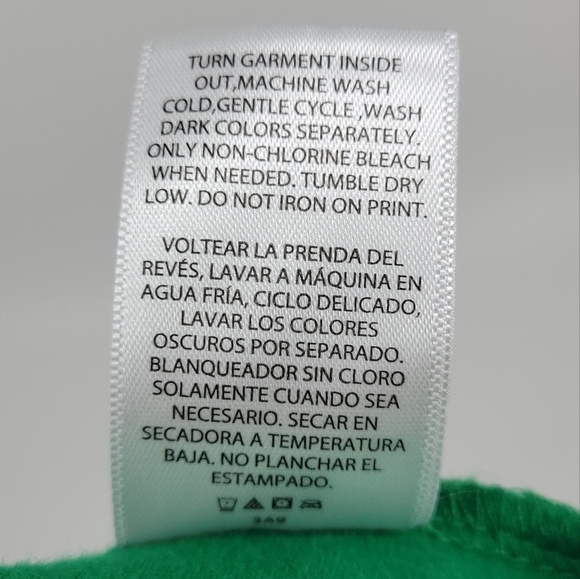 TURN GARMENT INSIDE
OUT,MACHINE WASH
COLD,GENTLE CYCLE ,WASH
DARK COLORS SEPARATELY.
ONLY NON-CHLORINE BLEACH
WHEN NEEDED. TUMBLE DRY
LOW. DO NOT IRON ON PRINT.
VOLTEAR LA PRENDA DEL
REVÉS, LAVAR A MÁQUINA EN
AGUA FRÍA, CICLO DELICADO,
LAVAR LOS COLORES
OSCUROS POR SEPARADO.
BLANQUEADOR SIN CLORO
SOLAMENTE CUANDO SEA
NECESARIO. SECAR EN
SECADORA A TEMPERATURA
BAJA. NO PLANCHAR EL
ESTAMPADO.